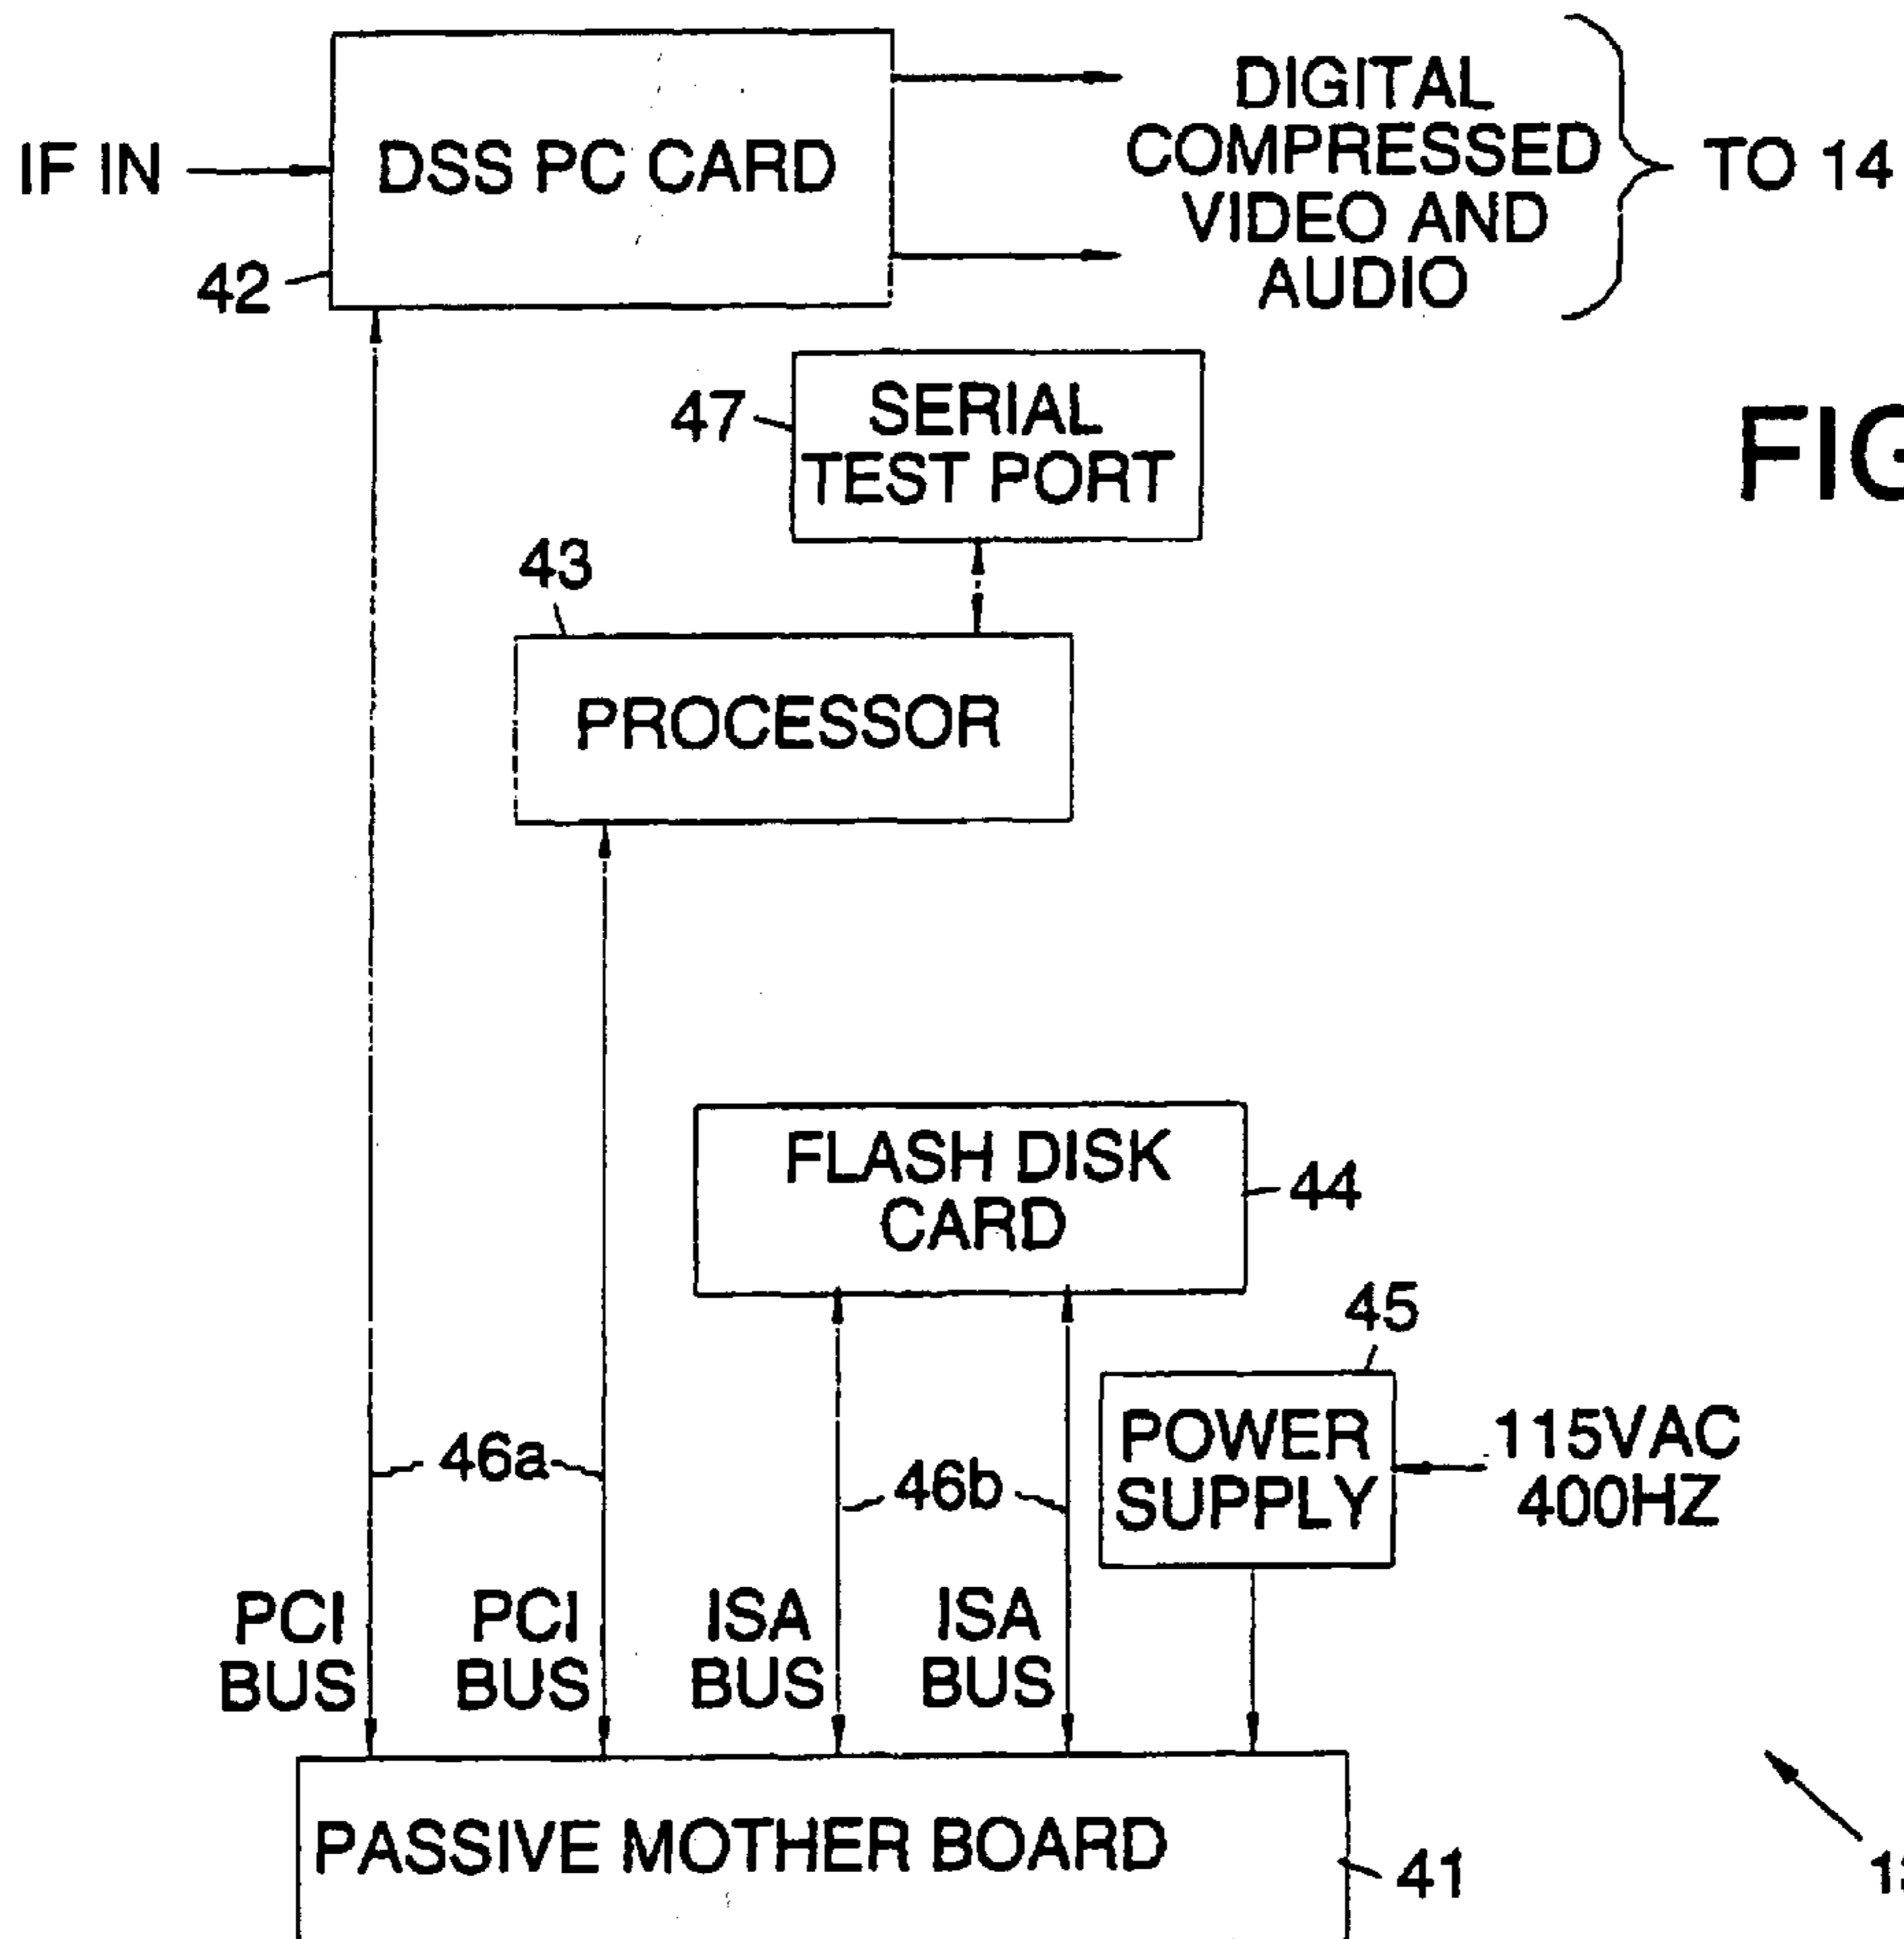 DIGITAL
COMPRESSED
VIDEO AND
AUDIO
TO 14
IF IN
DSS PC CARD
42
47
SERIAL
TEST PORT
43
PROCESSOR
FLASH DISK
CARD
44
45
POWER
SUPPLY
115VAC
400HZ
46a
46b
PCI
BUS
PCI
BUS
ISA
BUS
ISA
BUS
PASSIVE MOTHER BOARD
41